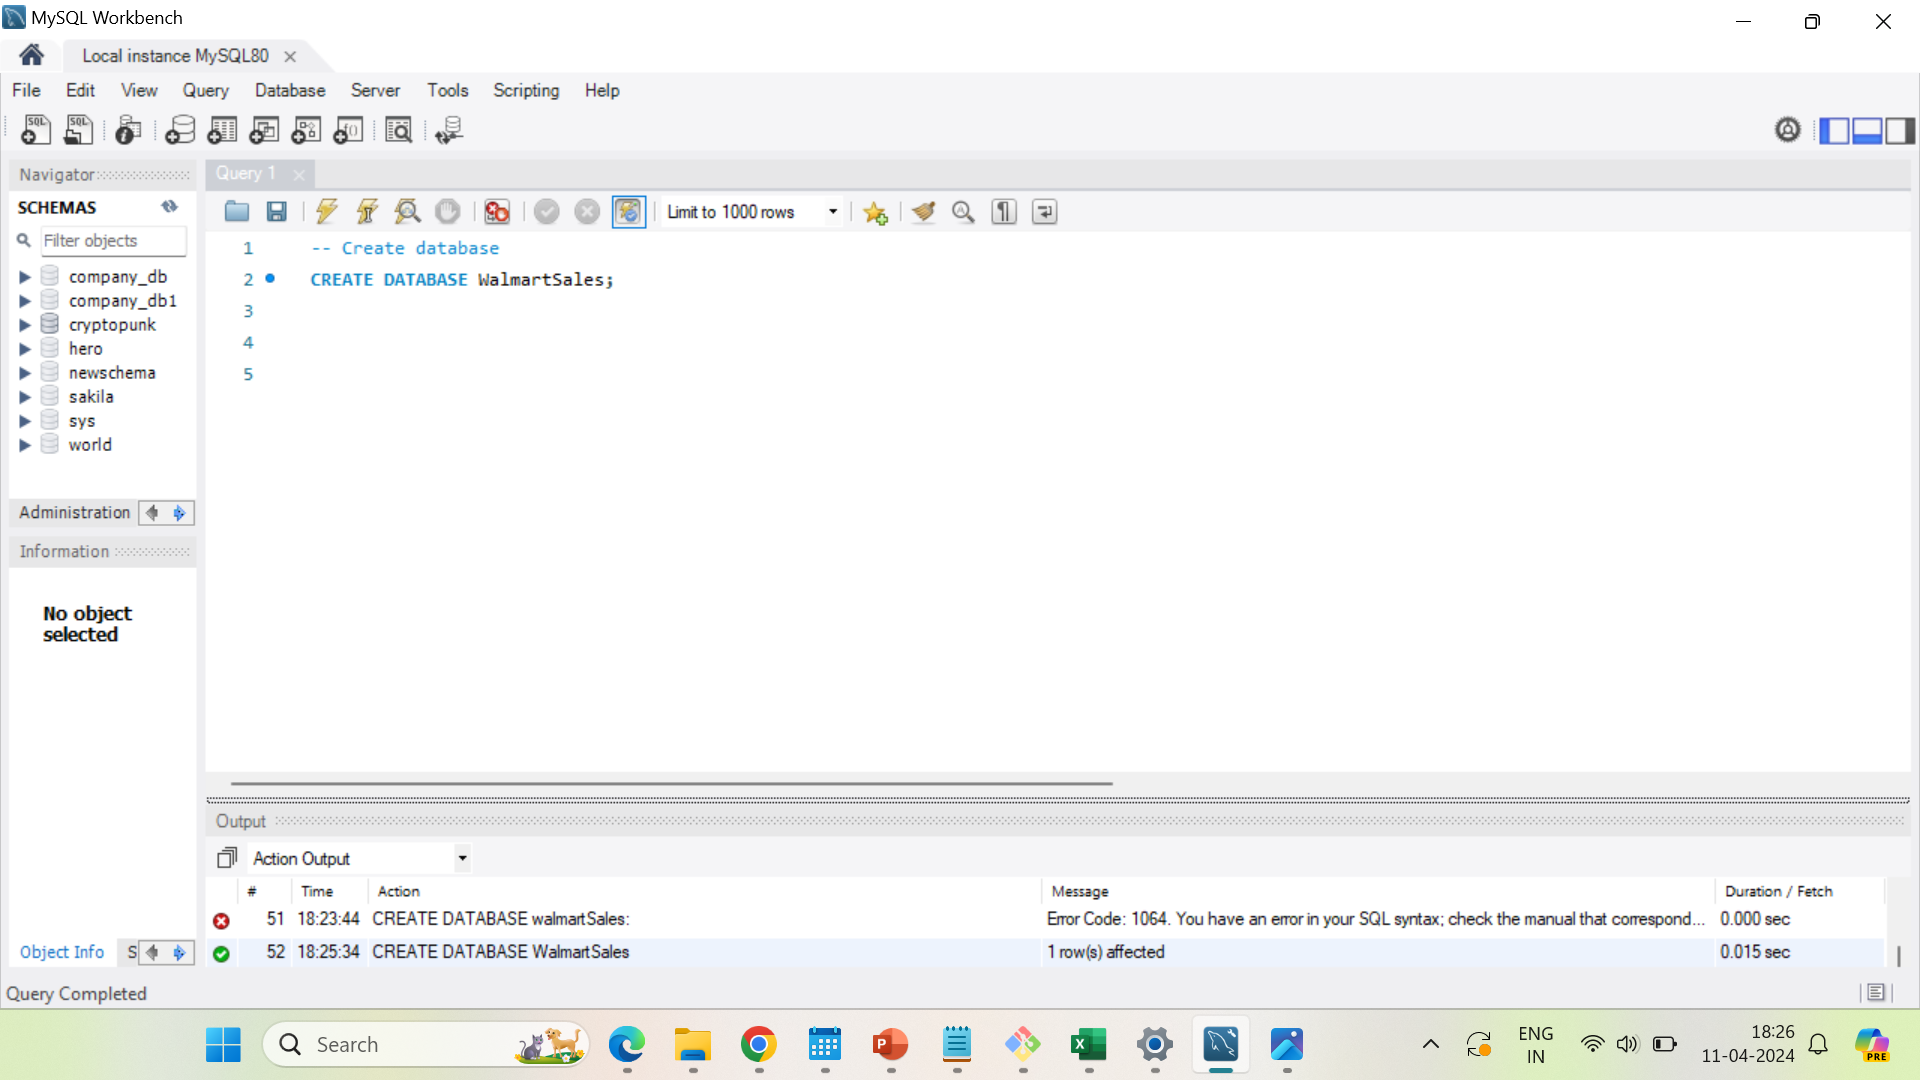 MySQL Workbench
Local instance MySQL80
File Edit View Query Database Server Tools Scripting Help
SQL SQL
Navigator
Query 1
SCHEMAS
Limit to 1000 rows
Filter objects
company_db
company_db1
cryptopunk
hero
newschema
sakila
sys
world
1 -- Create database
2 CREATE DATABASE WalmartSales;
3
4
5
Administration
Information
No object
selected
Object Info S
Output
Action Output
# Time Action Message Duration / Fetch
51 18:23:44 CREATE DATABASE walmartSales: Error Code: 1064. You have an error in your SQL syntax; check the manual that correspond... 0.000 sec
52 18:25:34 CREATE DATABASE WalmartSales 1 row(s) affected 0.015 sec
Query Completed
Search
ENG
IN
18:26
11-04-2024
PRE